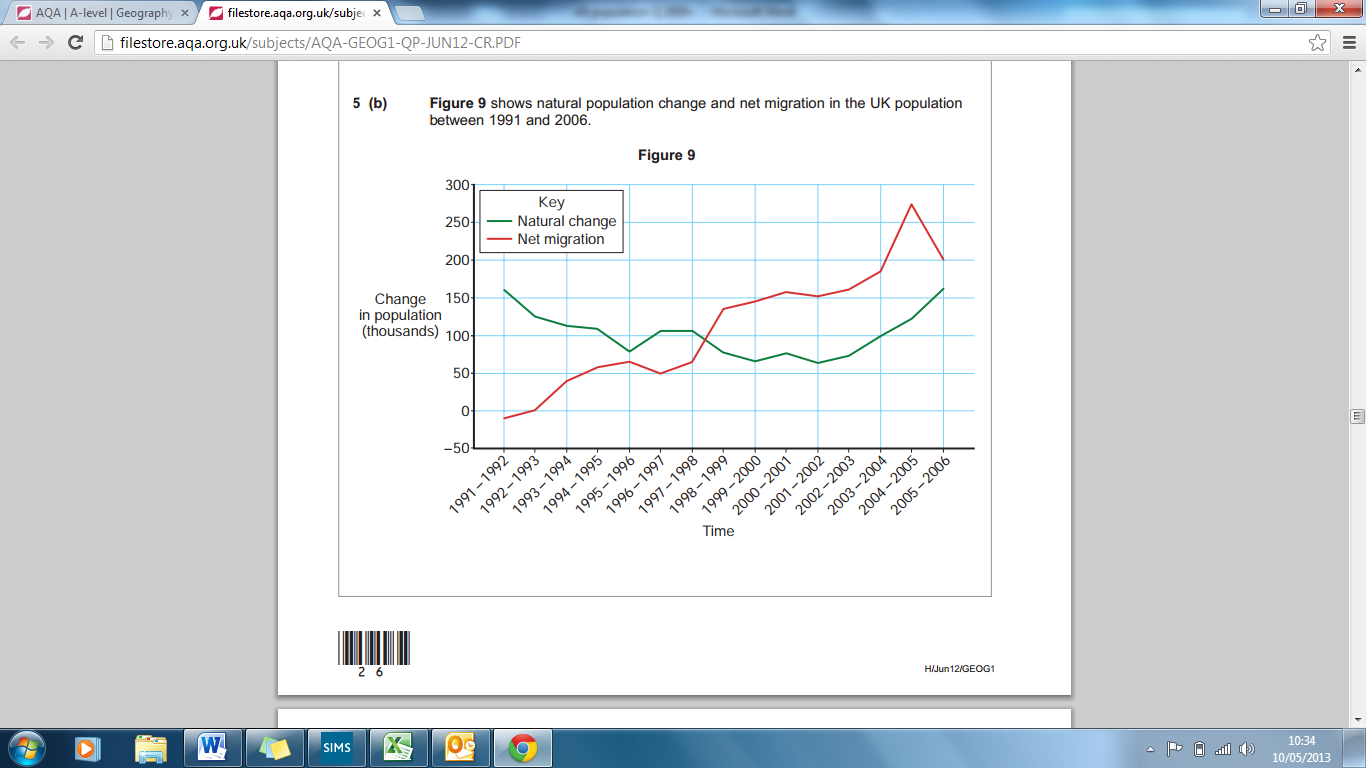 AQA | A-level | Geography
filestore.aqa.org.uk/subje
filestore.aqa.org.uk/subjects/AQA-GEOG1-QP-JUN12-CR.PDF
5 (b) Figure 9 shows natural population change and net migration in the UK population
between 1991 and 2006.
Figure 9
Key
Natural change
Net migration
300
250
200
150
100
50
0
–50
Change
in population
(thousands)
1991 – 1992
1992 – 1993
1993 – 1994
1994 – 1995
1995 – 1996
1996 – 1997
1997 – 1998
1998 – 1999
1999 – 2000
2000 – 2001
2001 – 2002
2002 – 2003
2003 – 2004
2004 – 2005
2005 – 2006
Time
2 6
H/Jun12/GEOG1
SIMS
10:34
10/05/2013